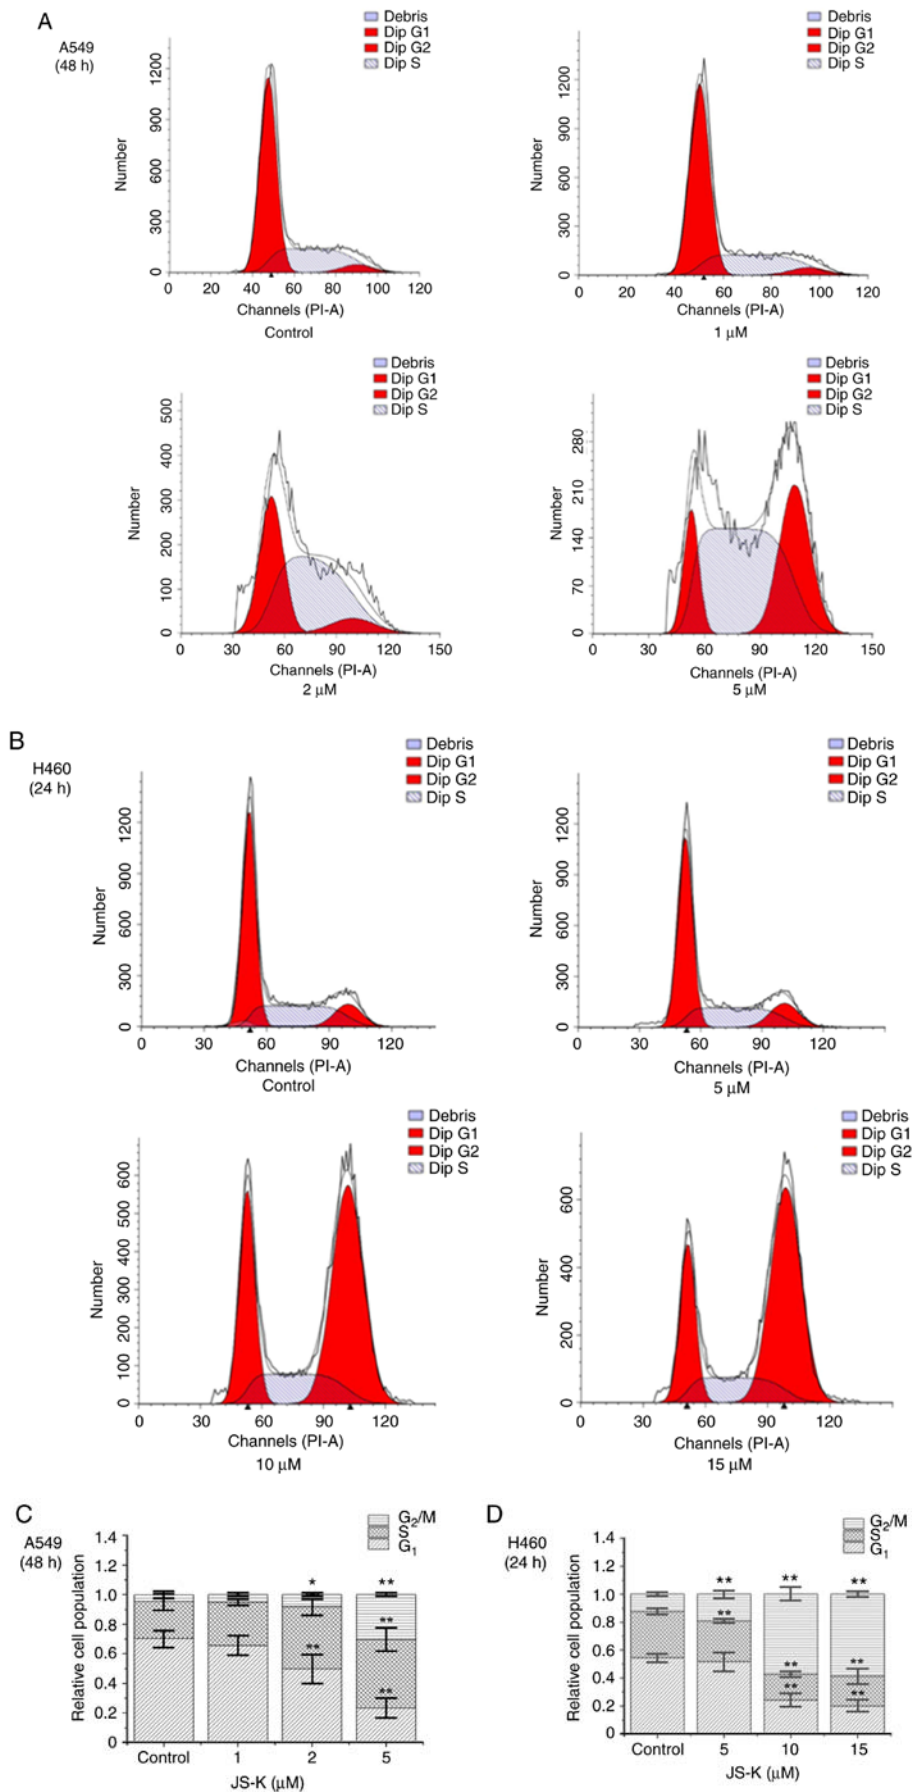 A
A549
(48 h)
Debris
Dip G1
Dip G2
Dip S
1200
900
600
300
0
Number
0 20 40 60 80 100 120
Channels (PI-A)
Control
Debris
Dip G1
Dip G2
Dip S
1200
900
600
300
0
Number
0 20 40 60 80 100 120
Channels (PI-A)
1 µM
Debris
Dip G1
Dip G2
Dip S
500
400
300
200
100
0
Number
0 30 60 90 120 150
Channels (PI-A)
2 µM
Debris
Dip G1
Dip G2
Dip S
280
210
140
70
0
Number
0 30 60 90 120 150
Channels (PI-A)
5 µM
B
H460
(24 h)
Debris
Dip G1
Dip G2
Dip S
1200
900
600
300
0
Number
0 30 60 90 120
Channels (PI-A)
Control
Debris
Dip G1
Dip G2
Dip S
1200
900
600
300
0
Number
0 30 60 90 120
Channels (PI-A)
5 µM
Debris
Dip G1
Dip G2
Dip S
600
500
400
300
200
100
0
Number
0 30 60 90 120
Channels (PI-A)
10 µM
Debris
Dip G1
Dip G2
Dip S
600
400
200
0
Number
0 30 60 90 120
Channels (PI-A)
15 µM
C
A549
(48 h)
G₂/M
S
G₁
1.4
1.2
1.0
0.8
0.6
0.4
0.2
0
Relative cell population
* **
**
**
**
Control 1 2 5
JS-K (µM)
D
H460
(24 h)
G₂/M
S
G₁
1.4
1.2
1.0
0.8
0.6
0.4
0.2
0
Relative cell population
** ** **
**
** **
** **
Control 5 10 15
JS-K (µM)